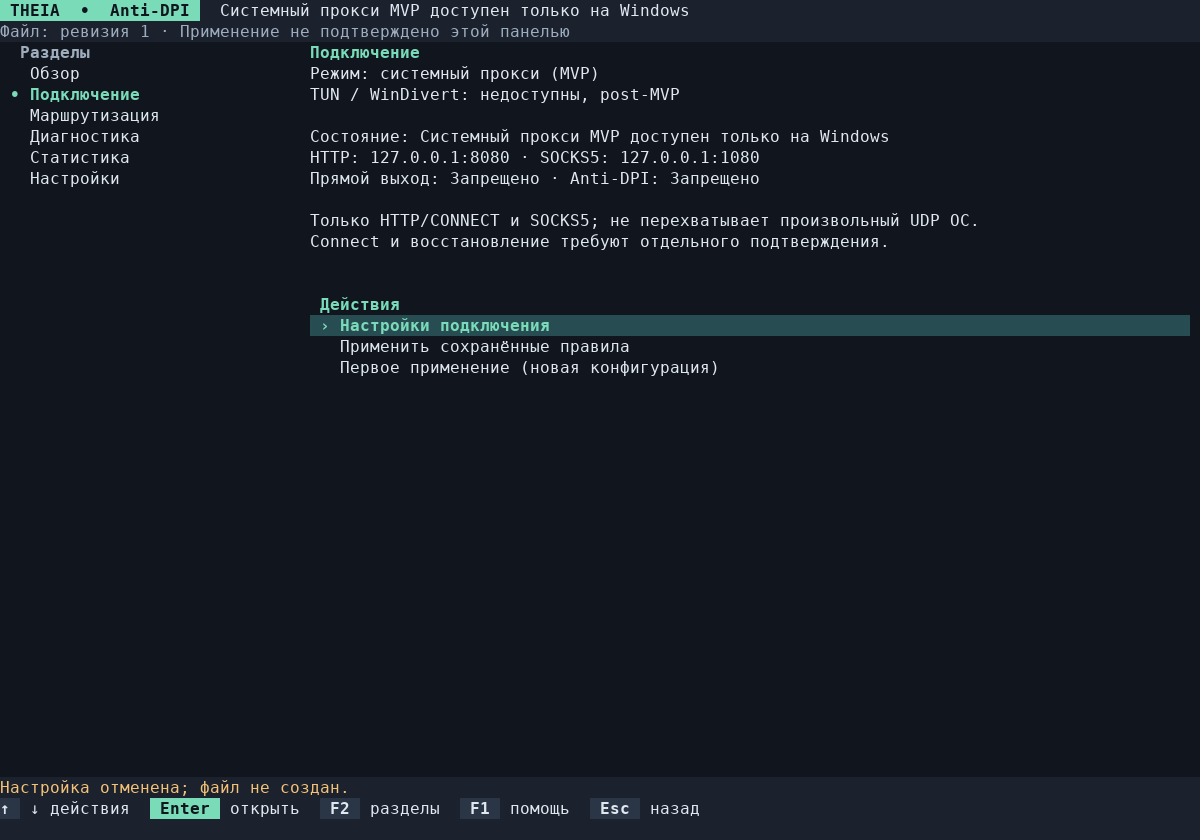 THEIA • Anti-DPI Системный прокси MVP доступен только на Windows
Файл: ревизия 1 · Применение не подтверждено этой панелью
Разделы
Обзор
• Подключение
Маршрутизация
Диагностика
Статистика
Настройки
Подключение
Режим: системный прокси (MVP)
TUN / WinDivert: недоступны, post-MVP
Состояние: Системный прокси MVP доступен только на Windows
HTTP: 127.0.0.1:8080 · SOCKS5: 127.0.0.1:1080
Прямой выход: Запрещено · Anti-DPI: Запрещено
Только HTTP/CONNECT и SOCKS5; не перехватывает произвольный UDP ОС.
Connect и восстановление требуют отдельного подтверждения.
Действия
› Настройки подключения
Применить сохранённые правила
Первое применение (новая конфигурация)
Настройка отменена; файл не создан.
↑ ↓ действия Enter открыть F2 разделы F1 помощь Esc назад